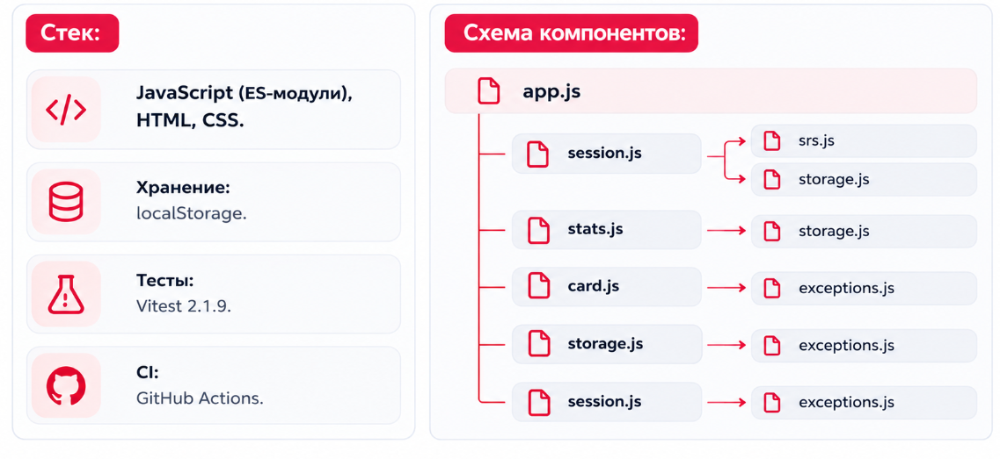 Стек:
JavaScript (ES-модули),
HTML, CSS.
Хранение:
localStorage.
Тесты:
Vitest 2.1.9.
CI:
GitHub Actions.
Схема компонентов:
app.js
session.js
srs.js
storage.js
stats.js
storage.js
card.js
exceptions.js
storage.js
exceptions.js
session.js
exceptions.js